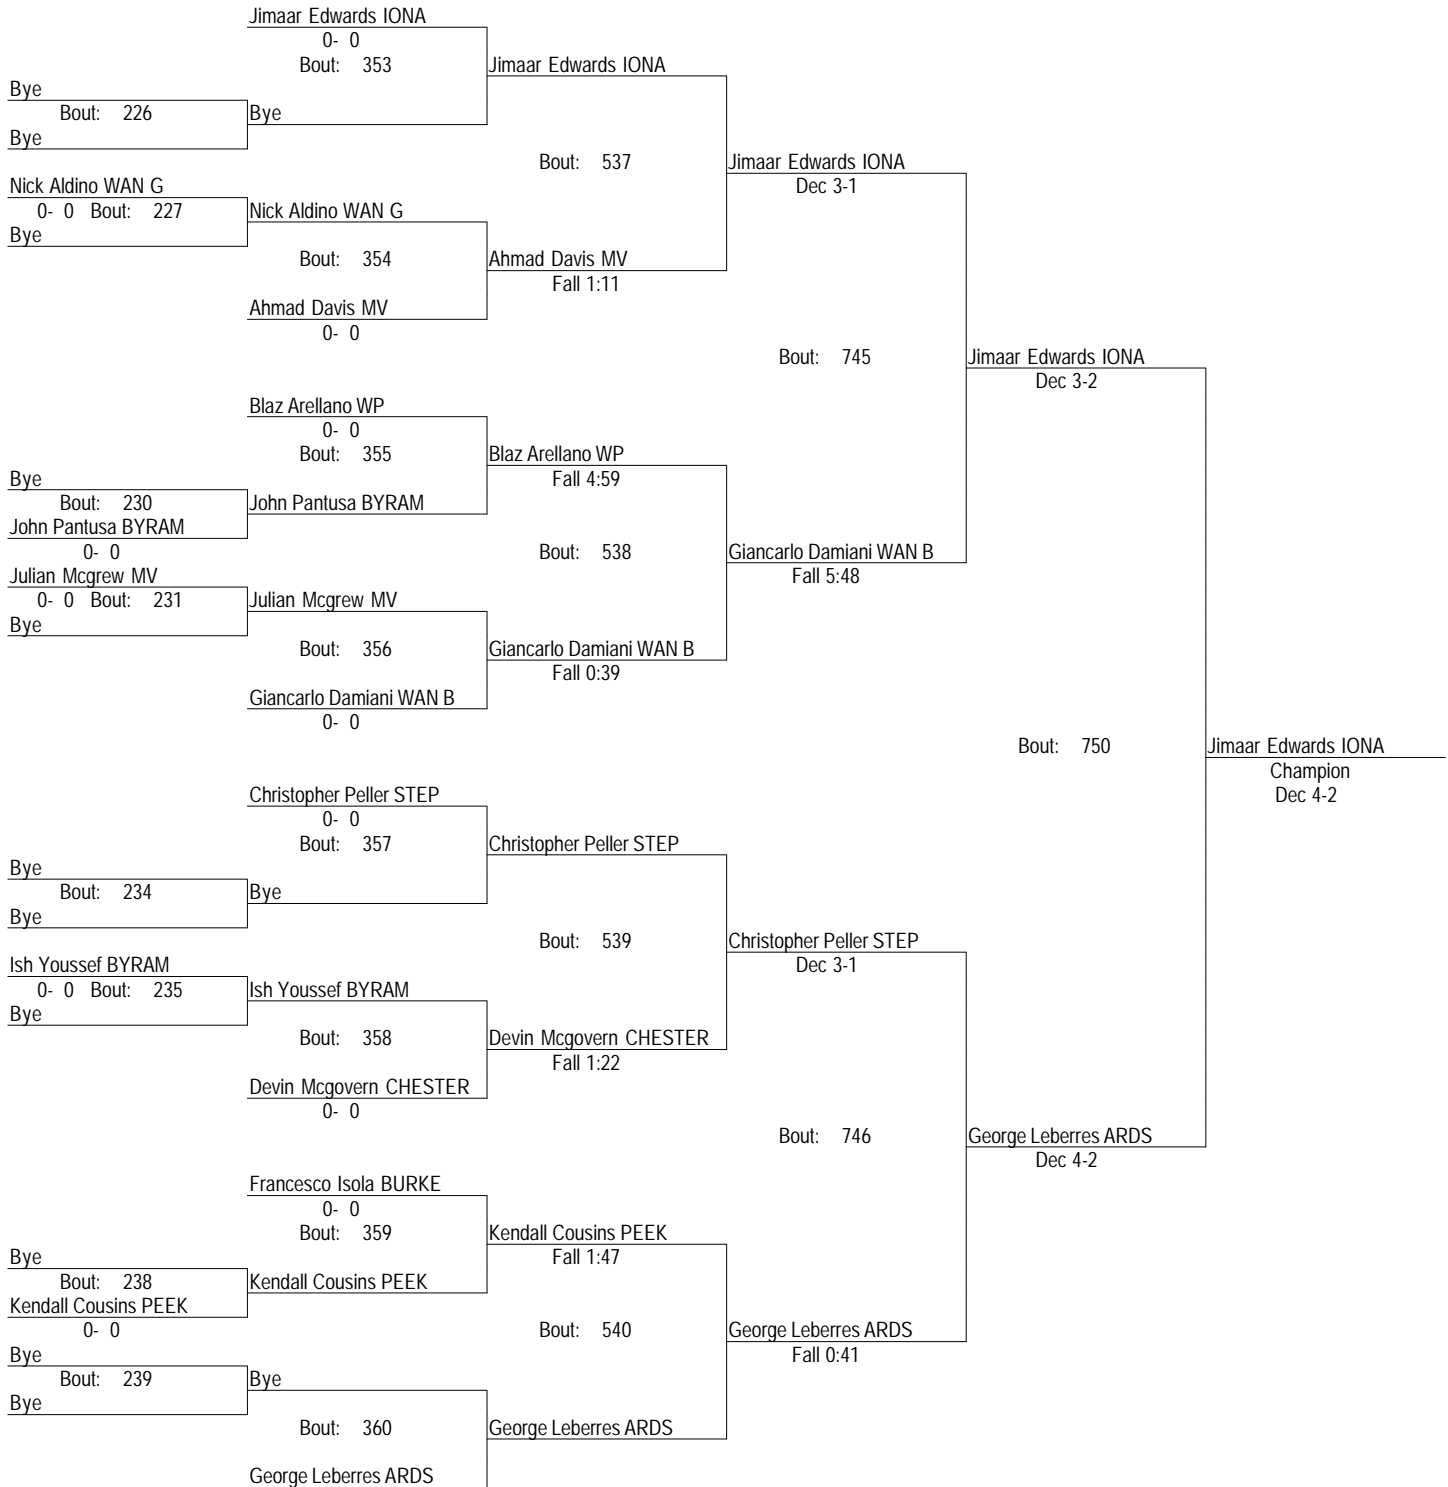 Jimaar Edwards IONA
0- 0
Bout: 353
Jimaar Edwards IONA
Bye
Bout: 226
Bye
Bye
Bout: 537
Jimaar Edwards IONA
Dec 3-1
Nick Aldino WAN G
0- 0 Bout: 227
Nick Aldino WAN G
Bye
Bout: 354
Ahmad Davis MV
Fall 1:11
Ahmad Davis MV
0- 0
Bout: 745
Jimaar Edwards IONA
Dec 3-2
Blaz Arellano WP
0- 0
Bout: 355
Blaz Arellano WP
Fall 4:59
Bye
Bout: 230
John Pantusa BYRAM
John Pantusa BYRAM
0- 0
Bout: 538
Giancarlo Damiani WAN B
Fall 5:48
Julian Mcgrew MV
0- 0 Bout: 231
Julian Mcgrew MV
Bye
Bout: 356
Giancarlo Damiani WAN B
Fall 0:39
Giancarlo Damiani WAN B
0- 0
Bout: 750
Jimaar Edwards IONA
Champion
Dec 4-2
Christopher Peller STEP
0- 0
Bout: 357
Christopher Peller STEP
Bye
Bout: 234
Bye
Bye
Bout: 539
Christopher Peller STEP
Dec 3-1
Ish Youssef BYRAM
0- 0 Bout: 235
Ish Youssef BYRAM
Bye
Bout: 358
Devin Mcgovern CHESTER
Fall 1:22
Devin Mcgovern CHESTER
0- 0
Bout: 746
George Leberres ARDS
Dec 4-2
Francesco Isola BURKE
0- 0
Bout: 359
Kendall Cousins PEEK
Fall 1:47
Bye
Bout: 238
Kendall Cousins PEEK
Kendall Cousins PEEK
0- 0
Bout: 540
George Leberres ARDS
Fall 0:41
Bye
Bout: 239
Bye
Bye
Bout: 360
George Leberres ARDS
George Leberres ARDS